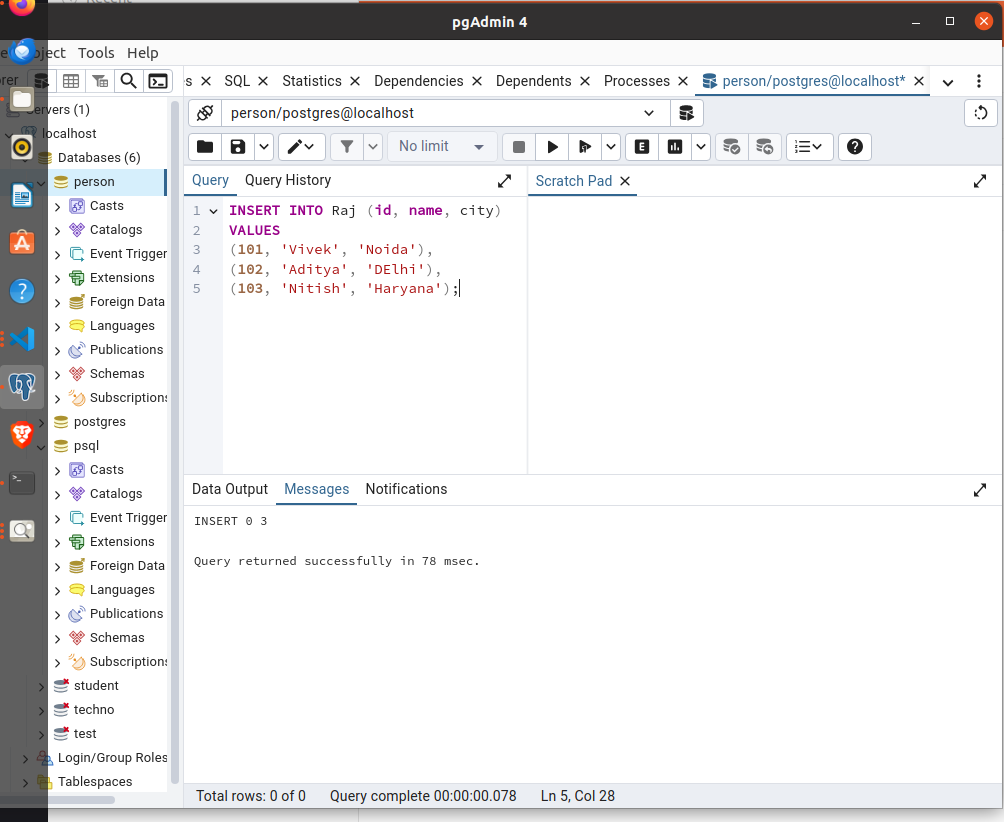 pgAdmin 4
ject Tools Help
rer
s SQL Statistics Dependencies Dependents Processes person/postgres@localhost*
person/postgres@localhost
No limit
E
Servers (1)
localhost
Databases (6)
person
Casts
Catalogs
Event Trigger
Extensions
Foreign Data
Languages
Publications
Schemas
Subscriptions
postgres
psql
Casts
Catalogs
Event Trigger
Extensions
Foreign Data
Languages
Publications
Schemas
Subscriptions
student
techno
test
Login/Group Roles
Tablespaces
Query Query History
Scratch Pad
1 INSERT INTO Raj (id, name, city)
2 VALUES
3 (101, 'Vivek', 'Noida'),
4 (102, 'Aditya', 'DElhi'),
5 (103, 'Nitish', 'Haryana');
Data Output Messages Notifications
INSERT 0 3
Query returned successfully in 78 msec.
Total rows: 0 of 0 Query complete 00:00:00.078 Ln 5, Col 28